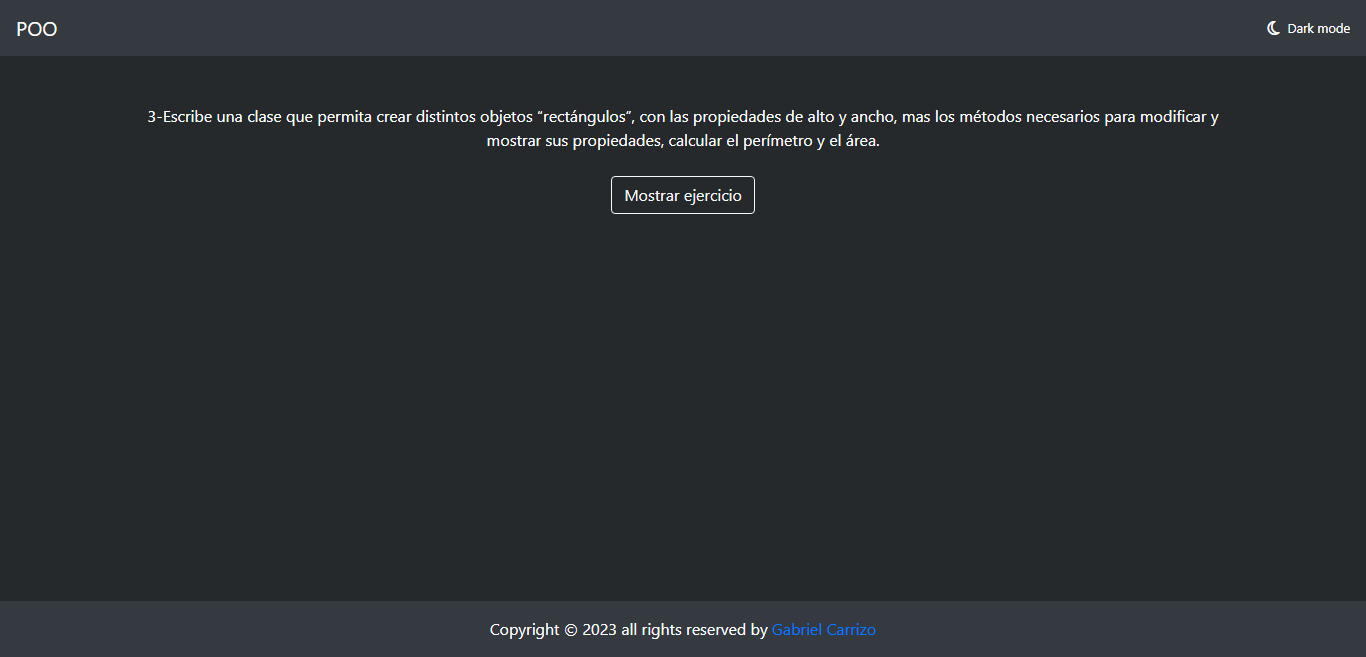 POO
Dark mode
3-Escribe una clase que permita crear distintos objetos “rectángulos”, con las propiedades de alto y ancho, mas los métodos necesarios para modificar y
mostrar sus propiedades, calcular el perímetro y el área.
Mostrar ejercicio
Copyright © 2023 all rights reserved by Gabriel Carrizo